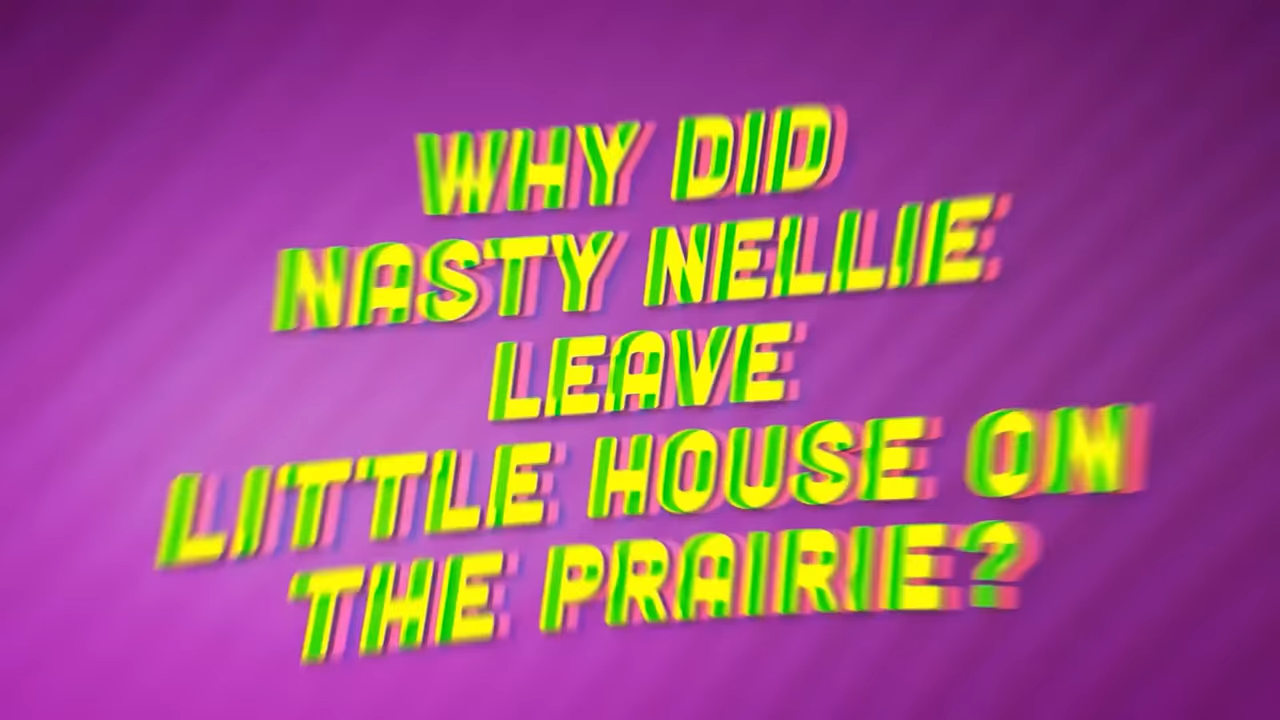 WHY DID
NASTY NELLIE
LEAVE
LITTLE HOUSE ON
THE PRAIRIE?